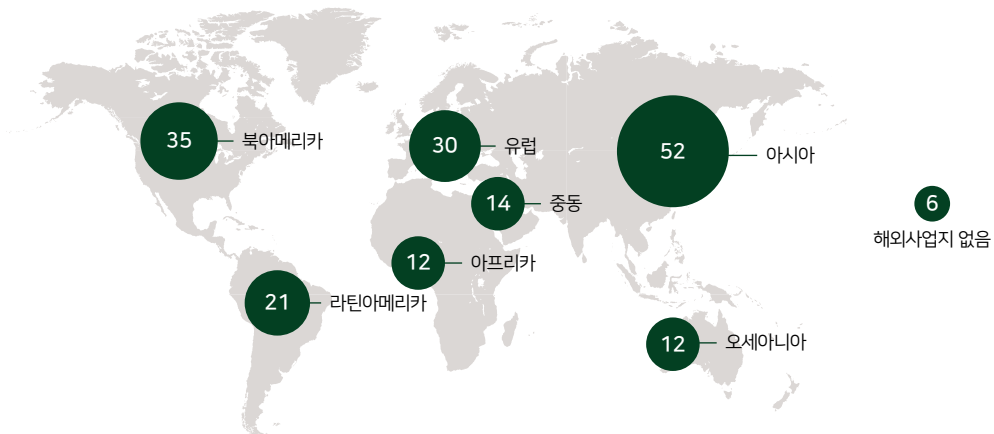 35 북아메리카
30 유럽
52 아시아
14 중동
6
해외사업지 없음
12 아프리카
21 라틴아메리카
12 오세아니아